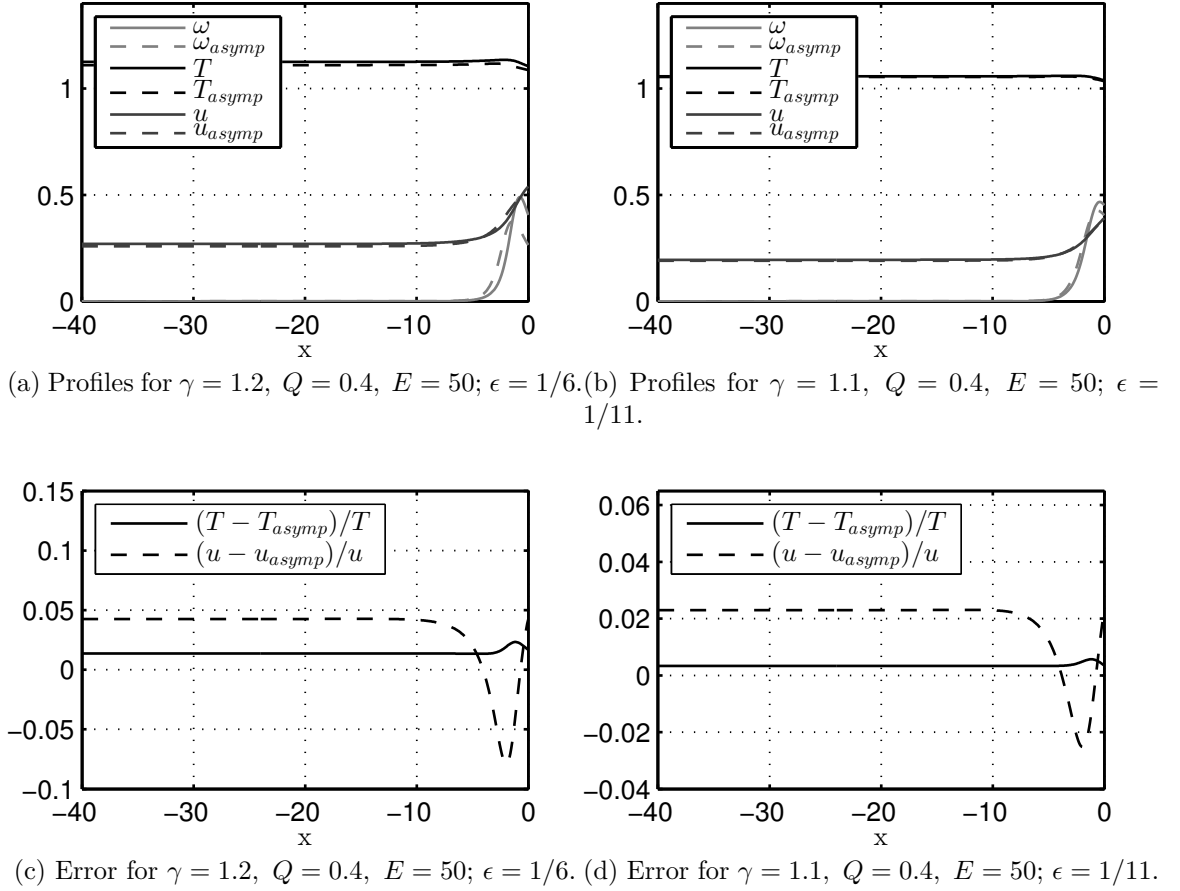 ω
ω_asymp
T
T_asymp
u
u_asymp
1
0.5
0
−40 −30 −20 −10 0
x
(a) Profiles for γ = 1.2, Q = 0.4, E = 50; ϵ = 1/6.
ω
ω_asymp
T
T_asymp
u
u_asymp
1
0.5
0
−40 −30 −20 −10 0
x
(b) Profiles for γ = 1.1, Q = 0.4, E = 50; ϵ =
1/11.
(T − T_asymp)/T
(u − u_asymp)/u
0.15
0.1
0.05
0
−0.05
−0.1
−40 −30 −20 −10 0
x
(c) Error for γ = 1.2, Q = 0.4, E = 50; ϵ = 1/6.
(T − T_asymp)/T
(u − u_asymp)/u
0.06
0.04
0.02
0
−0.02
−0.04
−40 −30 −20 −10 0
x
(d) Error for γ = 1.1, Q = 0.4, E = 50; ϵ = 1/11.